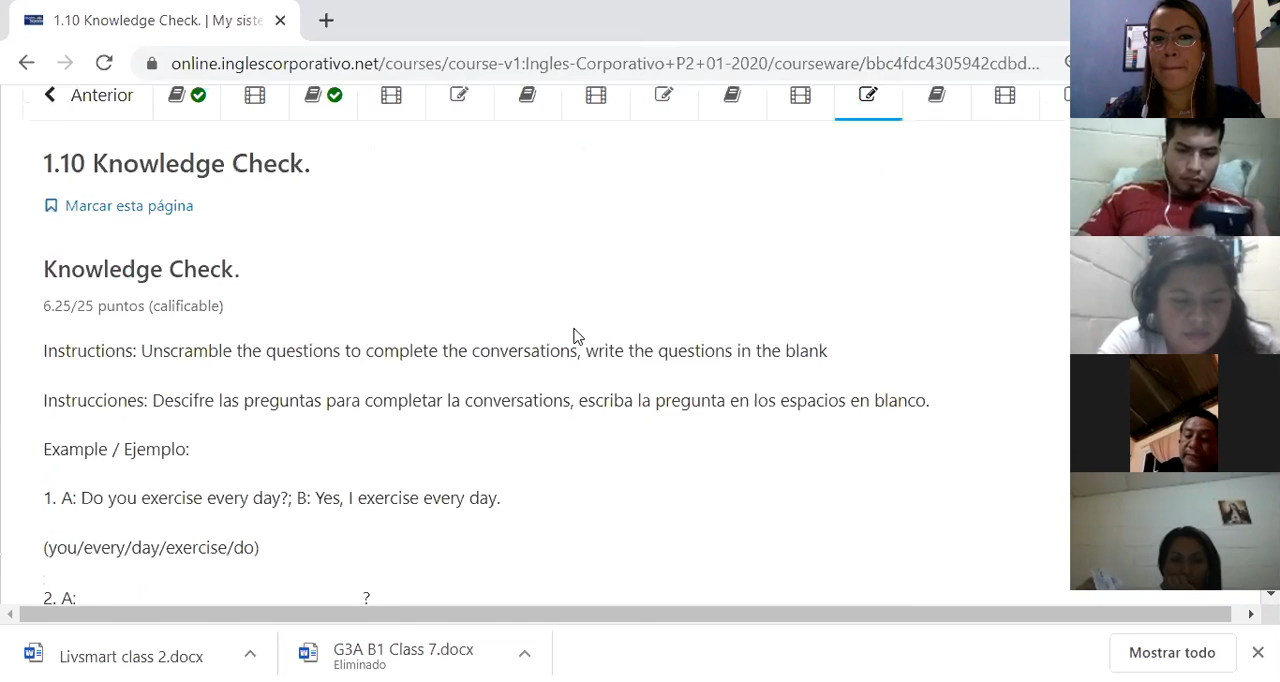 1.10 Knowledge Check. | My siste
online.inglescorporativo.net/courses/course-v1:Ingles-Corporativo+P2+01-2020/courseware/bbc4fdc4305942cdbd...
Anterior
1.10 Knowledge Check.
Marcar esta página
Knowledge Check.
6.25/25 puntos (calificable)
Instructions: Unscramble the questions to complete the conversations, write the questions in the blank
Instrucciones: Descifre las preguntas para completar la conversations, escriba la pregunta en los espacios en blanco.
Example / Ejemplo:
1. A: Do you exercise every day?; B: Yes, I exercise every day.
(you/every/day/exercise/do)
2. A: ?
Livsmart class 2.docx
G3A B1 Class 7.docx
Eliminado
Mostrar todo